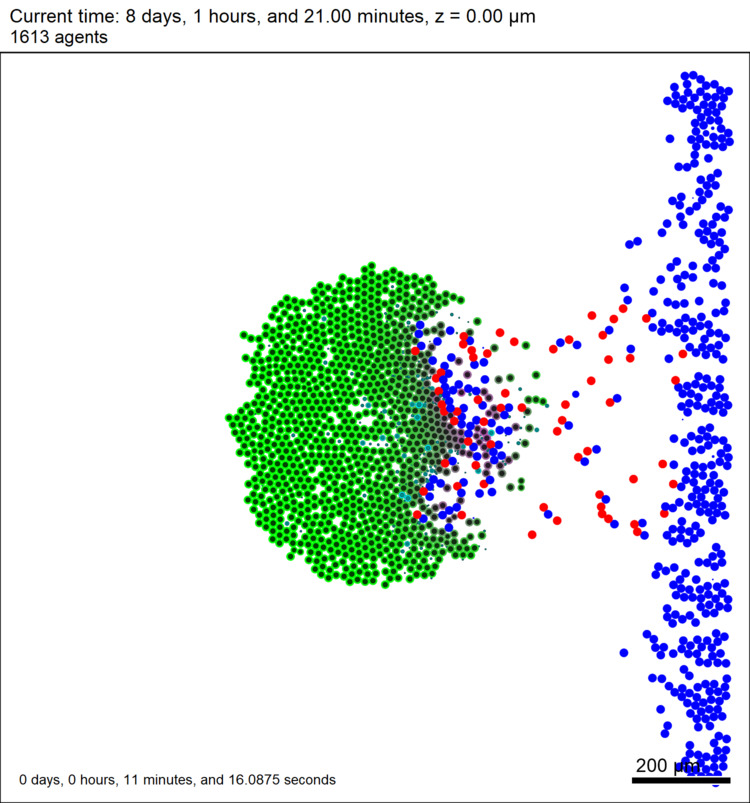 Current time: 8 days, 1 hours, and 21.00 minutes, z = 0.00 μm
1613 agents
200 μm
0 days, 0 hours, 11 minutes, and 16.0875 seconds